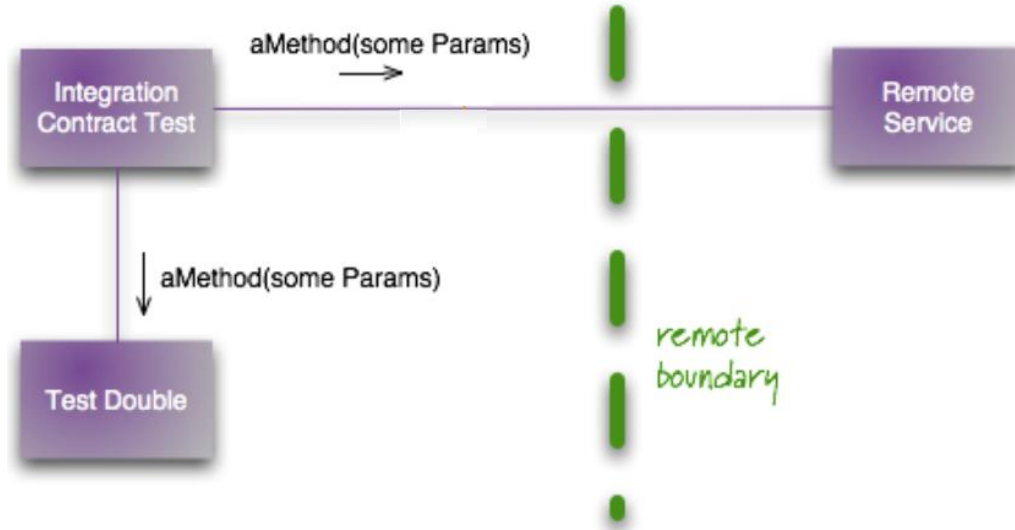 aMethod(some Params)
Integration
Contract Test
Remote
Service
aMethod(some Params)
remote
boundary
Test Double